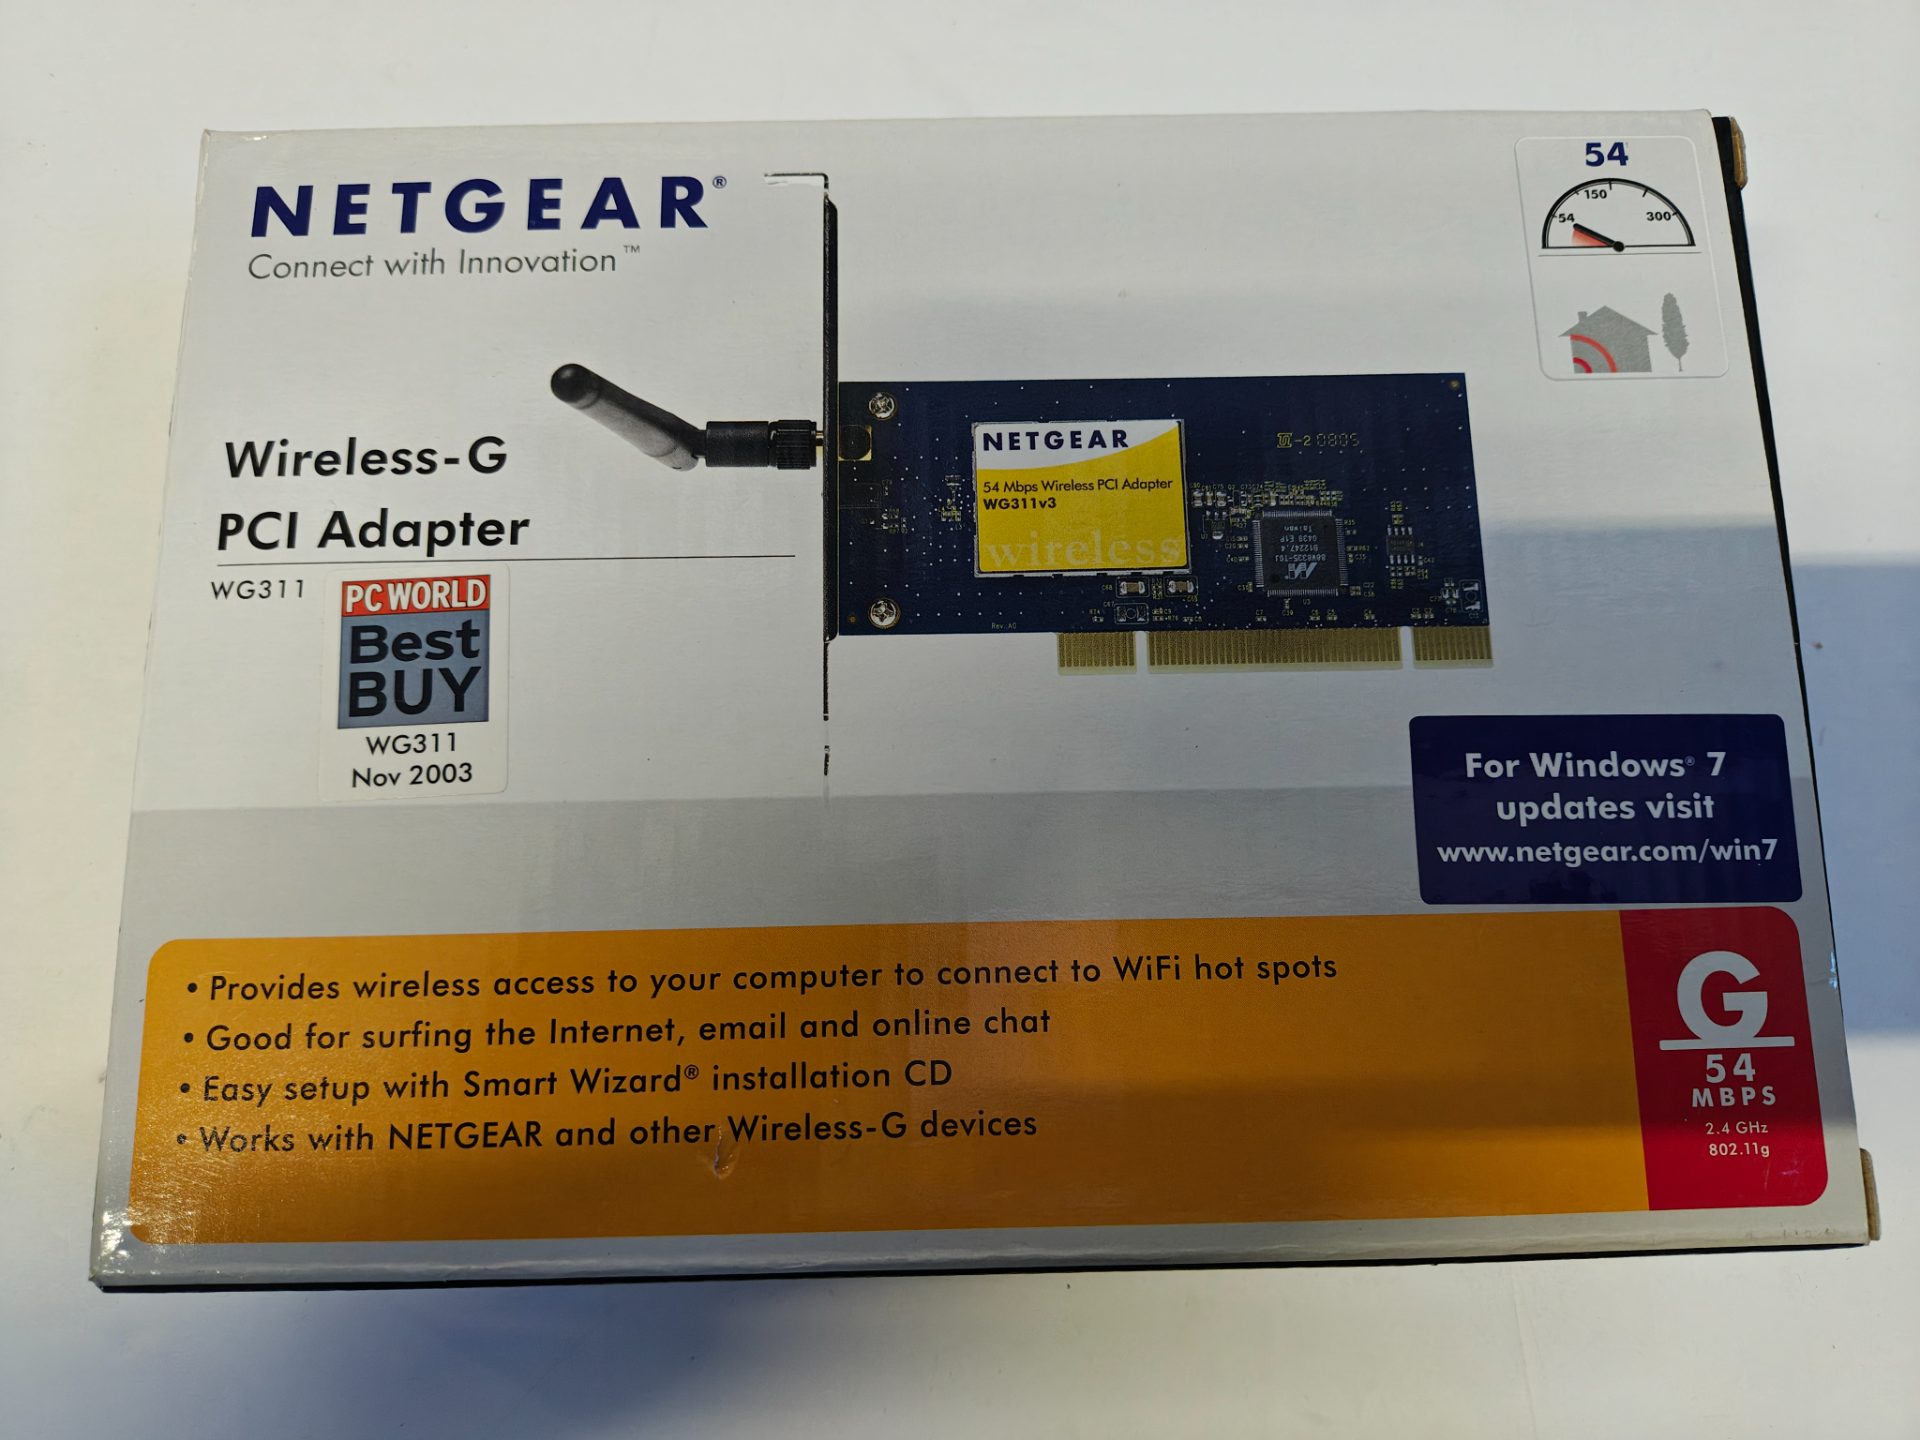 NETGEAR®
Connect with Innovation™
54
150
54
300
Wireless-G
PCI Adapter
WG311
PC WORLD
Best
BUY
WG311
Nov 2003
NETGEAR
54 Mbps Wireless PCI Adapter
WG311v3
wireless
-2 0805
Rev.:A0
For Windows® 7
updates visit
www.netgear.com/win7
• Provides wireless access to your computer to connect to WiFi hot spots
• Good for surfing the Internet, email and online chat
• Easy setup with Smart Wizard® installation CD
• Works with NETGEAR and other Wireless-G devices
G
54
MBPS
2.4 GHz
802.11g